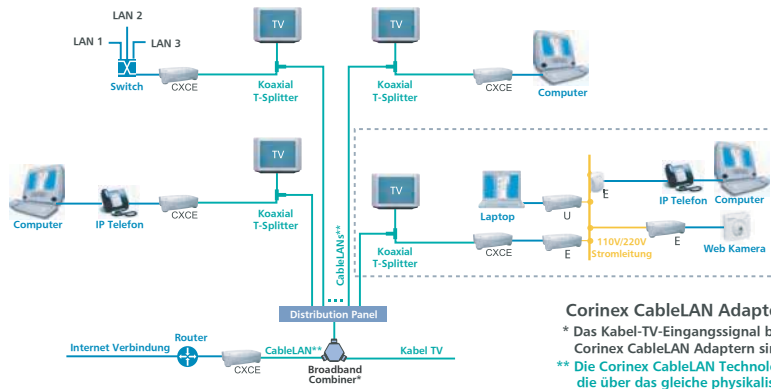 LAN 2
LAN 1
LAN 3
Switch
CXCE
TV
Koaxial
T-Splitter
TV
Koaxial
T-Splitter
CXCE
Computer
Computer
IP Telefon
CXCE
TV
Koaxial
T-Splitter
TV
Koaxial
T-Splitter
CXCE
Laptop
U
E
E
IP Telefon
Computer
110V/220V
Stromleitung
E
Web Kamera
CableLANs**
Distribution Panel
Internet Verbindung
Router
CXCE
CableLAN**
Broadband
Combiner*
Kabel TV
Corinex CableLAN Adapte
* Das Kabel-TV-Eingangssignal b
Corinex CableLAN Adaptern sin
** Die Corinex CableLAN Technolo
die über das gleiche physikalis